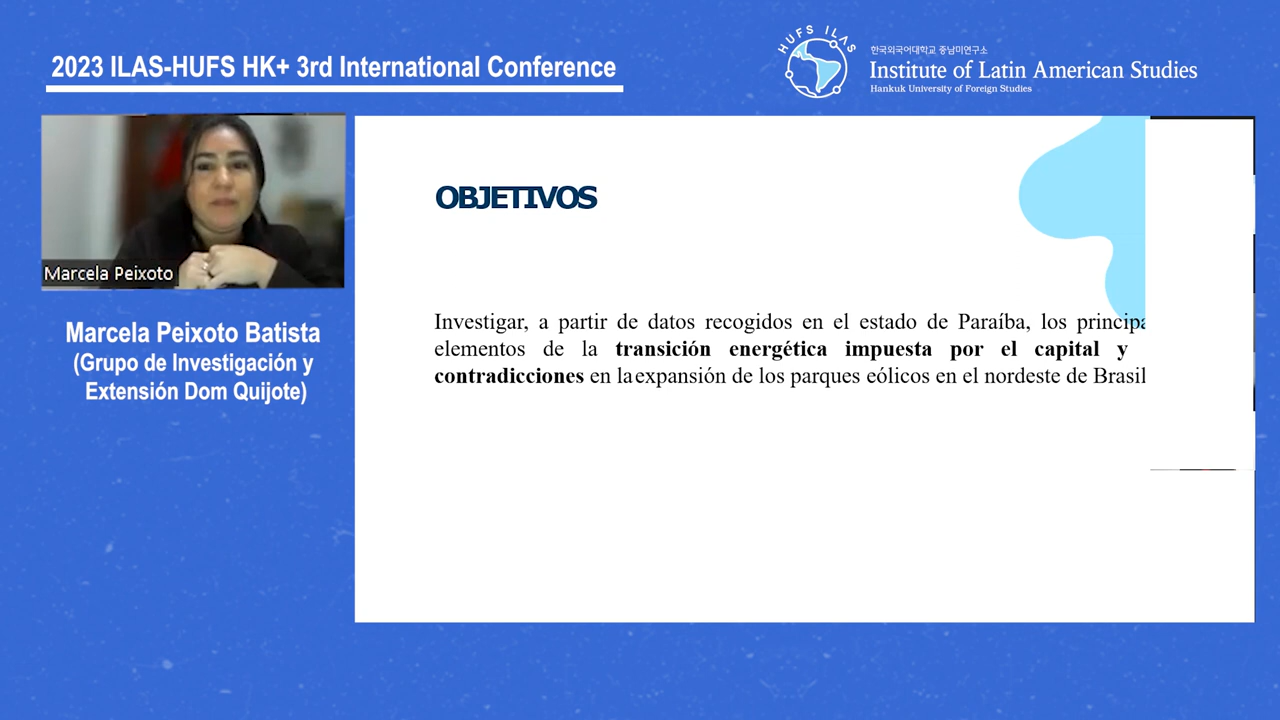 2023 ILAS-HUFS HK+ 3rd International Conference
HUFS ILAS
한국외국어대학교 중남미연구소
Institute of Latin American Studies
Hankuk University of Foreign Studies
Marcela Peixoto
Marcela Peixoto Batista
(Grupo de Investigación y
Extensión Dom Quijote)
OBJETIVOS
Investigar, a partir de datos recogidos en el estado de Paraíba, los
elementos de la transición energética impuesta por el capital y
contradicciones en la expansión de los parques eólicos en el nordeste de Brasil